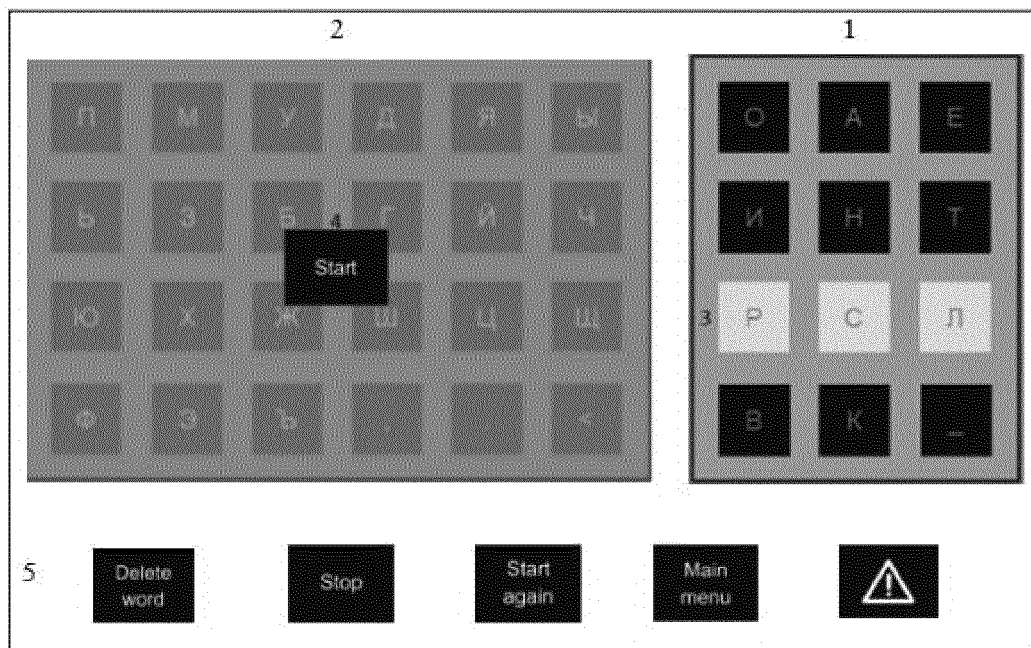 2 1
П М У Д Я Ы О А Е
Ь З Б Г Й Ч И Н Т
4
Start
Ю Х Ж Ш Ц Щ 3 Р С Л
Ф Э Ъ , . < В К _
5 Delete word Stop Start again Main menu